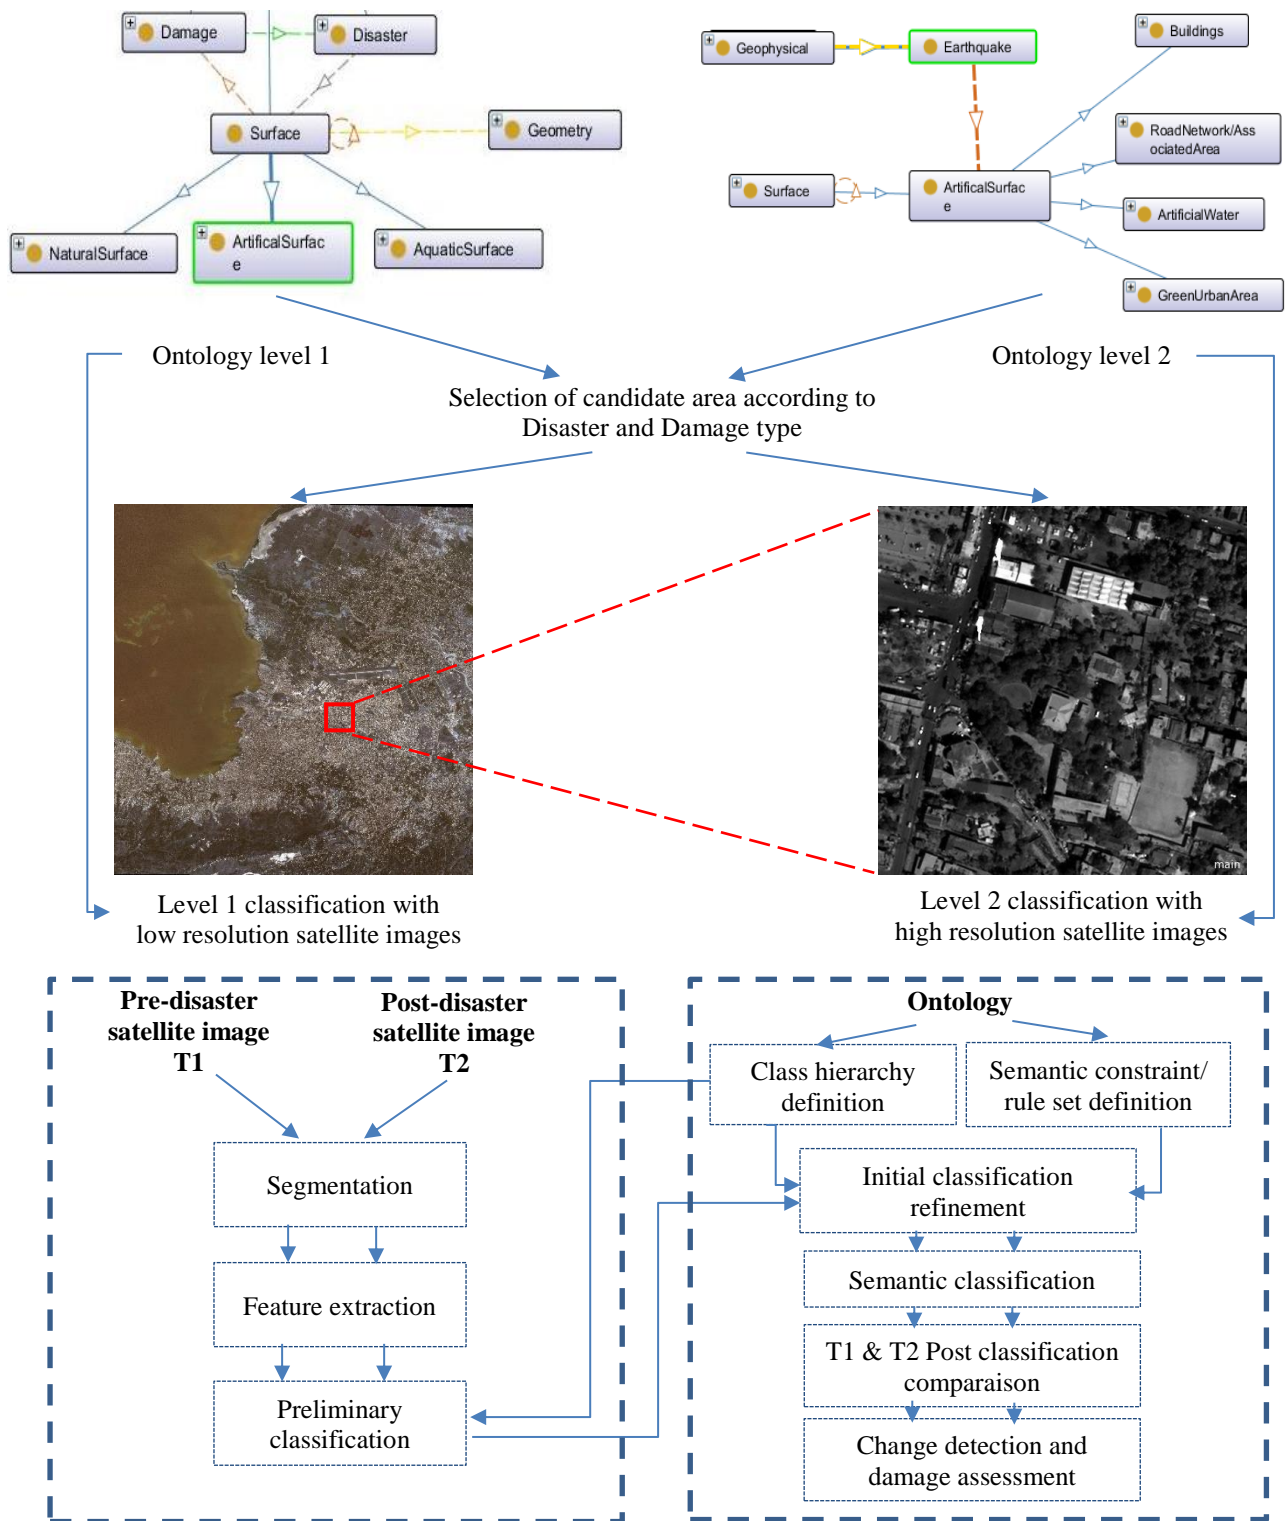 Damage
Disaster
Surface
Geometry
NaturalSurface
ArtificalSurfac
e
AquaticSurface
Geophysical
Earthquake
Buildings
RoadNetwork/Ass
ociatedArea
Surface
ArtificalSurfac
e
ArtificialWater
GreenUrbanArea
Ontology level 1
Ontology level 2
Selection of candidate area according to
Disaster and Damage type
main
Level 1 classification with
low resolution satellite images
Level 2 classification with
high resolution satellite images
Pre-disaster
satellite image
T1
Post-disaster
satellite image
T2
Segmentation
Feature extraction
Preliminary
classification
Ontology
Class hierarchy
definition
Semantic constraint/
rule set definition
Initial classification
refinement
Semantic classification
T1 & T2 Post classification
comparaison
Change detection and
damage assessment